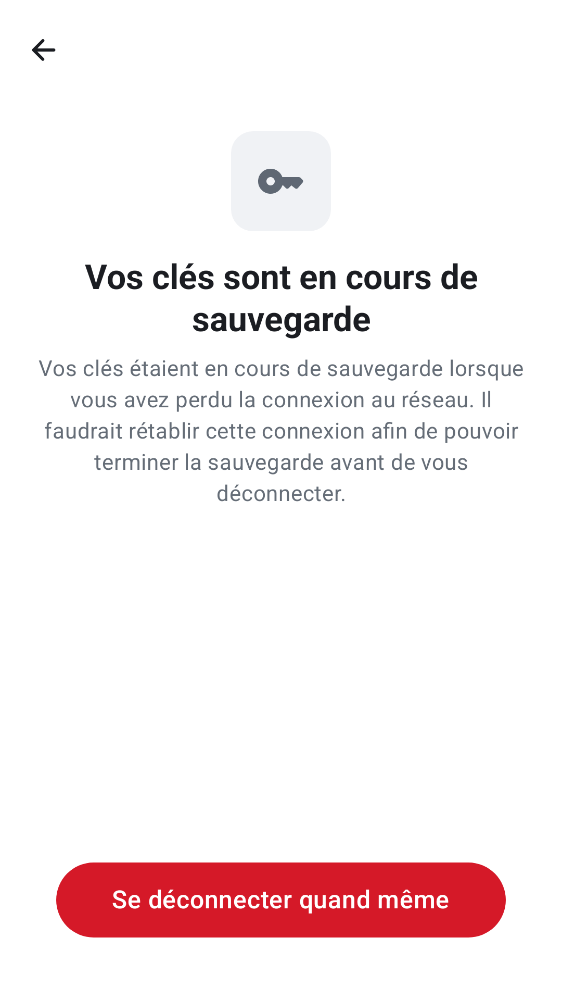 Vos clés sont en cours de
sauvegarde
Vos clés étaient en cours de sauvegarde lorsque
vous avez perdu la connexion au réseau. Il
faudrait rétablir cette connexion afin de pouvoir
terminer la sauvegarde avant de vous
déconnecter.
Se déconnecter quand même